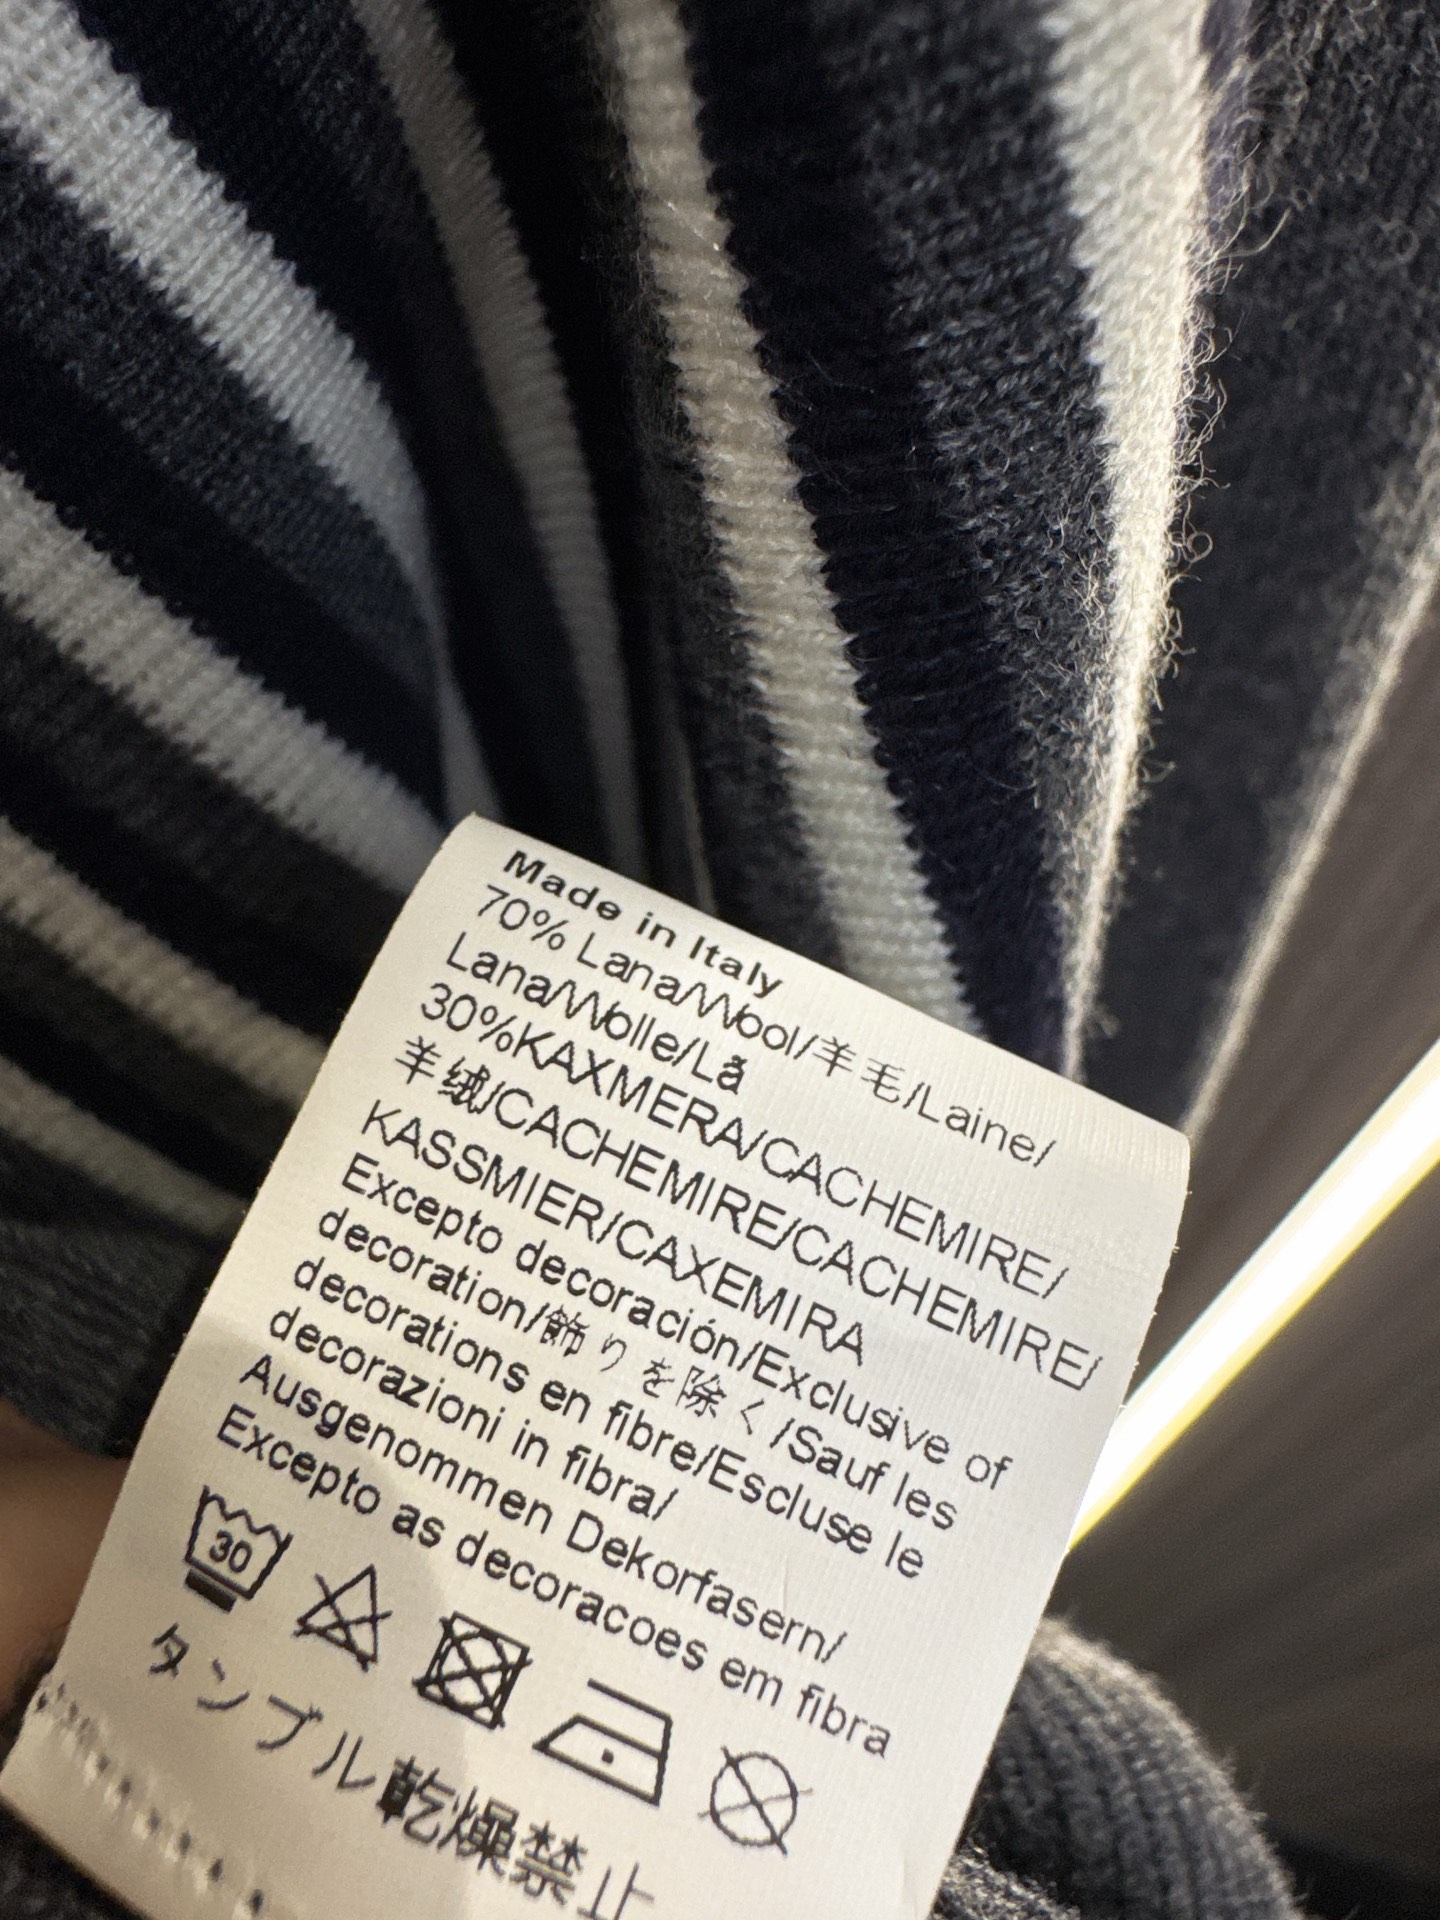 Made in Italy
70% Lana/Wool/羊毛/Laine/
Lana/Wolle/Lã
30%KAXMERA/CACHEMIRE/
羊绒/CACHEMIRE/CACHEMIRE/
KASSMIER/CAXEMIRA
Excepto decoración/Exclusive of
decoration/飾りを除く/Sauf les
decorations en fibre/Escluse le
decorazioni in fibra/
Ausgenommen Dekorfasern/
Excepto as decoracoes em fibra
30
タンブル乾燥禁止